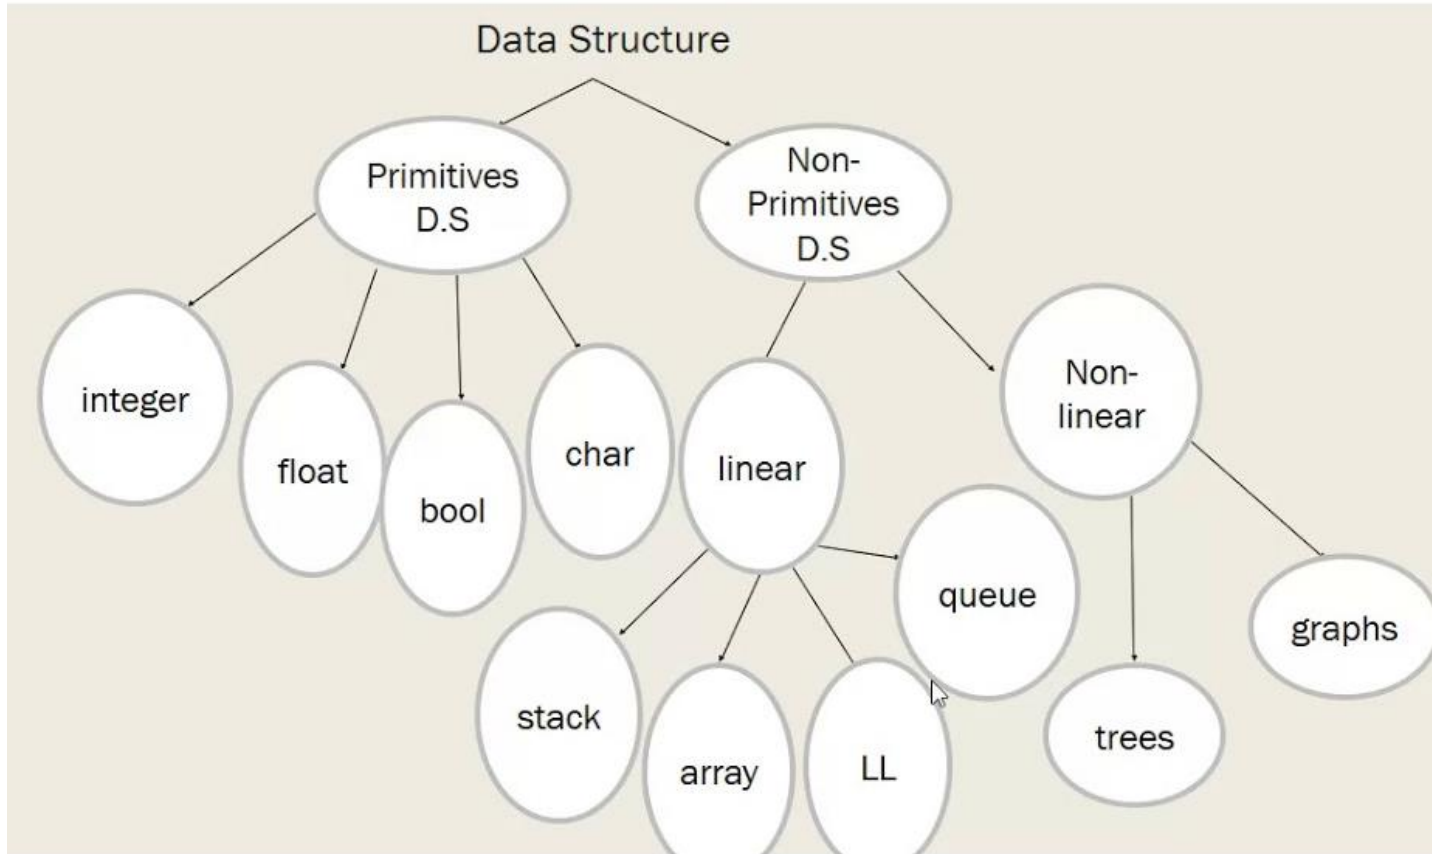 Data Structure
Primitives
D.S
Non-
Primitives
D.S
integer
float
bool
char
linear
Non-
linear
stack
array
LL
queue
trees
graphs